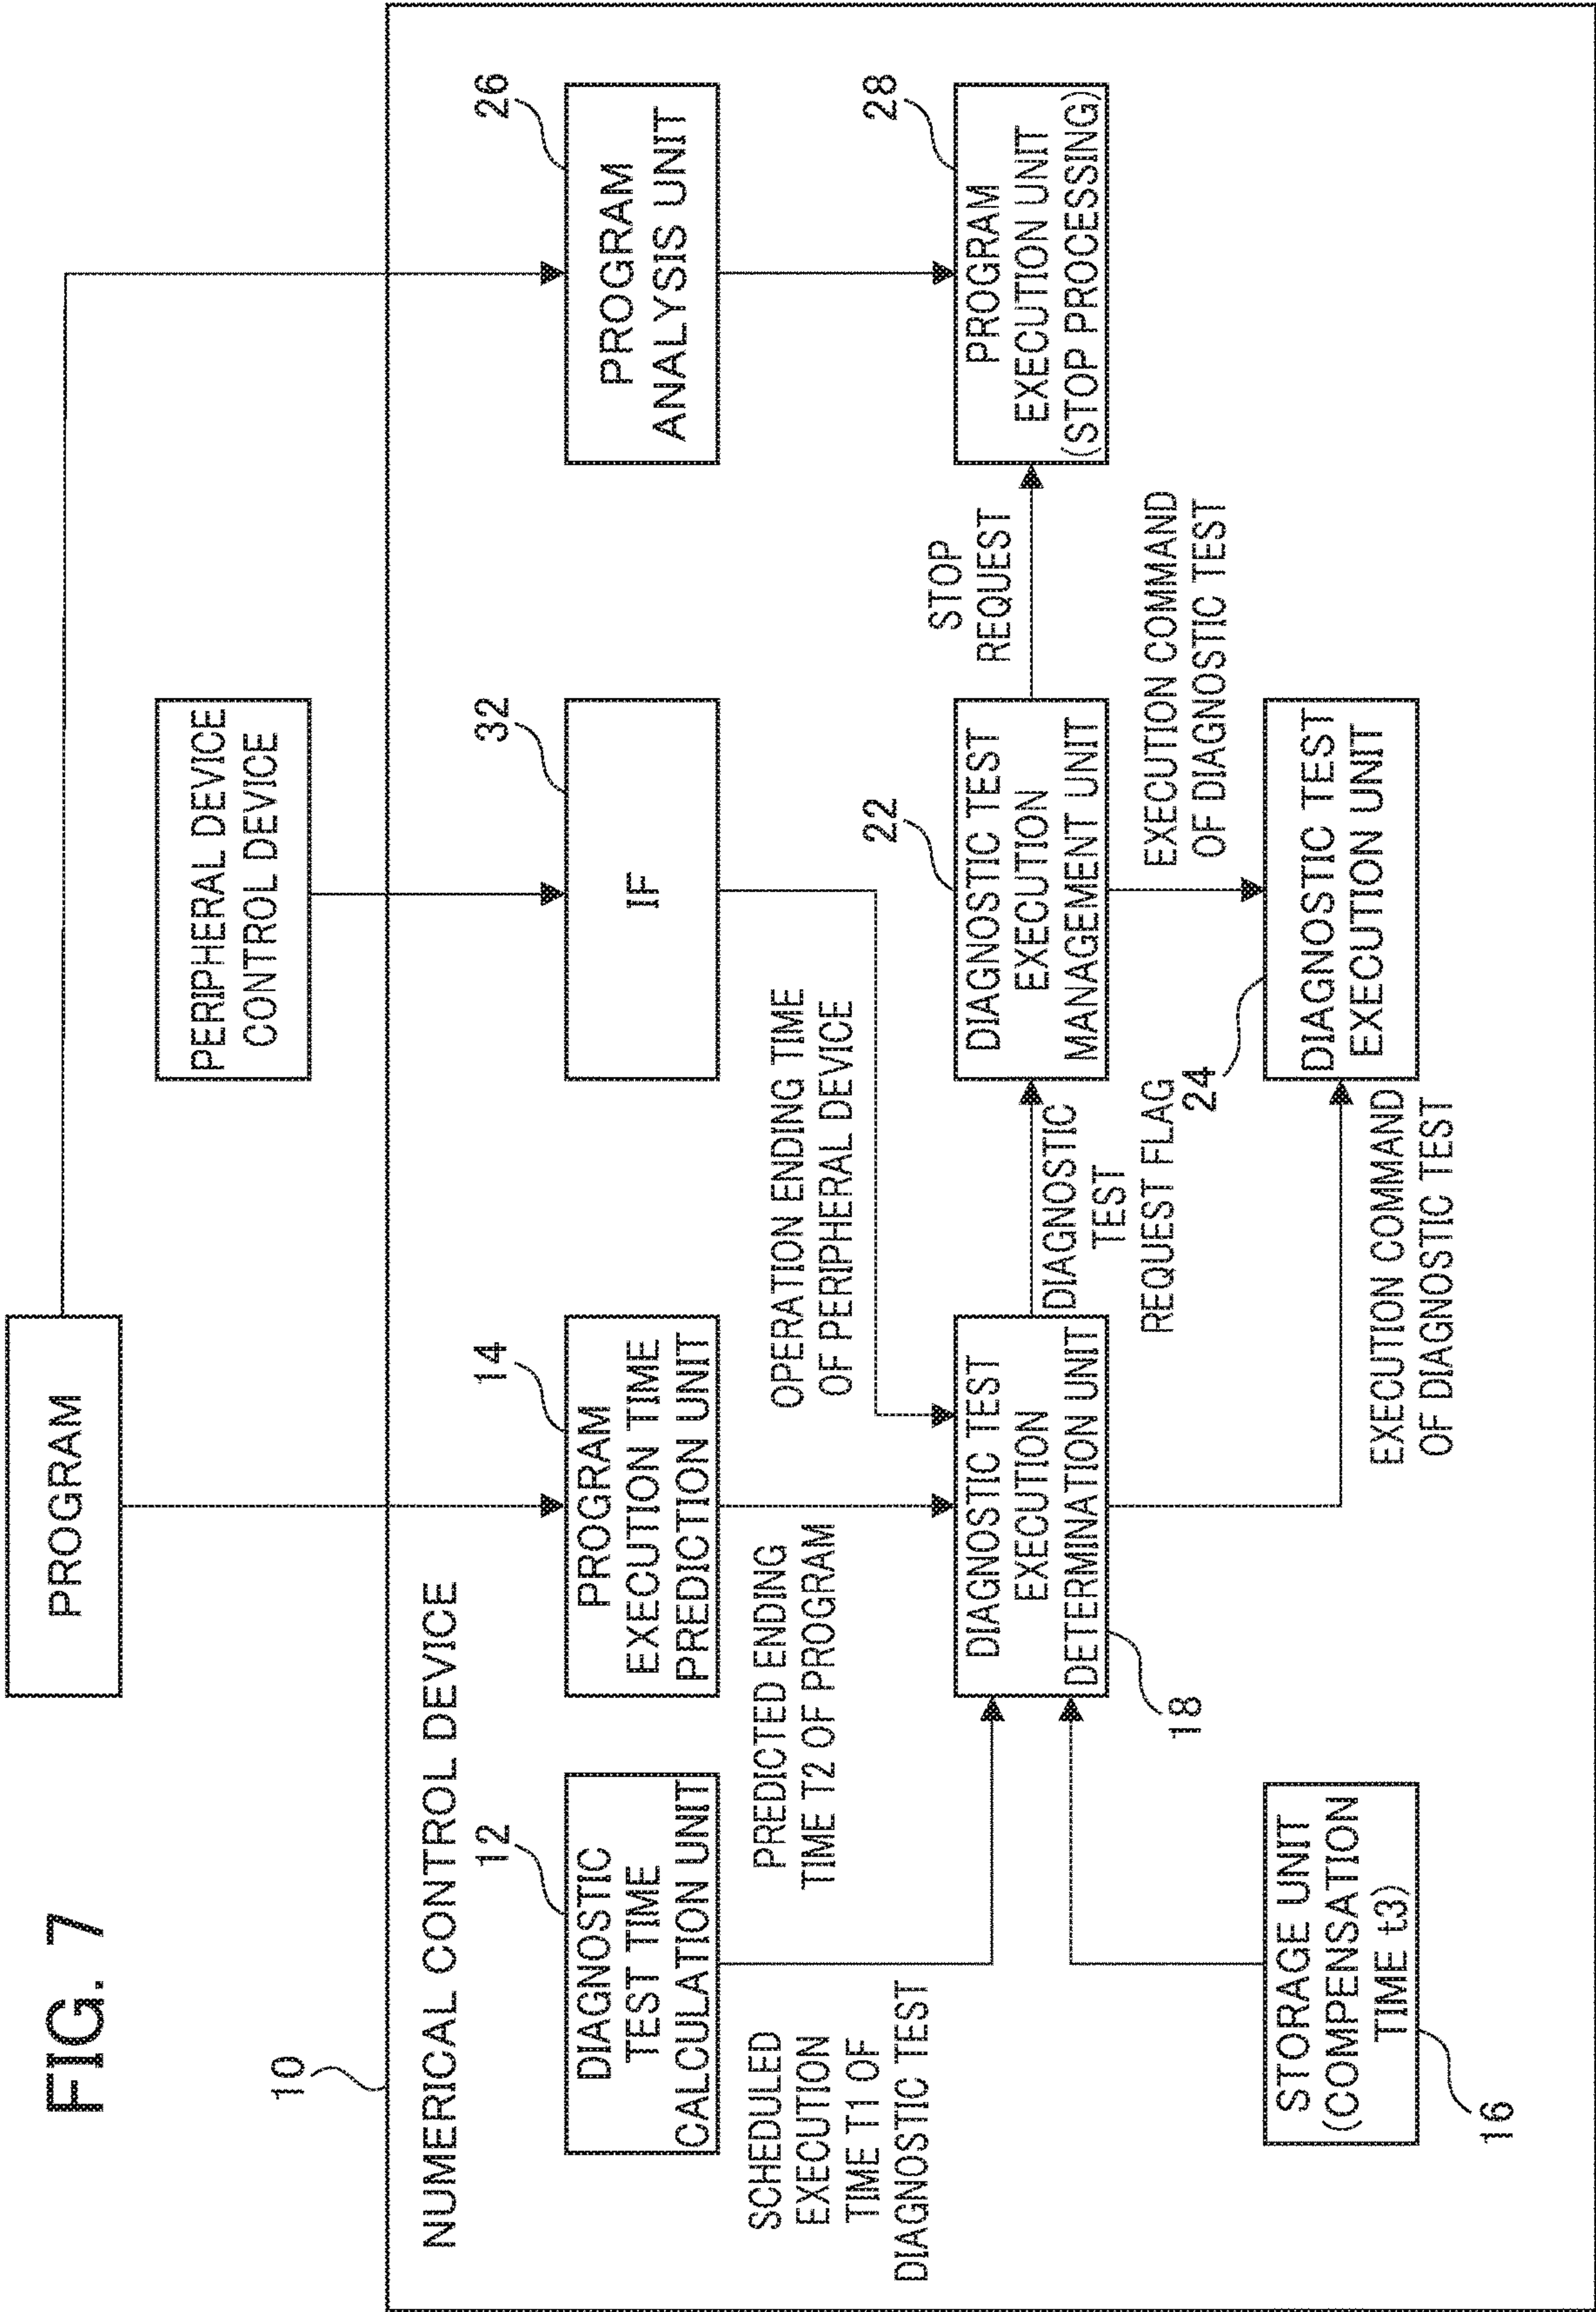 FIG. 7
PROGRAM
PERIPHERAL DEVICE
CONTROL DEVICE
10
NUMERICAL CONTROL DEVICE
12
DIAGNOSTIC
TEST TIME
CALCULATION UNIT
14
PROGRAM
EXECUTION TIME
PREDICTION UNIT
32
IF
26
PROGRAM
ANALYSIS UNIT
SCHEDULED
EXECUTION
TIME T1 OF
DIAGNOSTIC TEST
PREDICTED ENDING
TIME T2 OF PROGRAM
OPERATION ENDING TIME
OF PERIPHERAL DEVICE
18
DIAGNOSTIC TEST
EXECUTION
DETERMINATION UNIT
DIAGNOSTIC
TEST
REQUEST FLAG
22
DIAGNOSTIC TEST
EXECUTION
MANAGEMENT UNIT
STOP
REQUEST
28
PROGRAM
EXECUTION UNIT
(STOP PROCESSING)
EXECUTION COMMAND
OF DIAGNOSTIC TEST
16
STORAGE UNIT
(COMPENSATION
TIME t3)
EXECUTION COMMAND
OF DIAGNOSTIC TEST
24
DIAGNOSTIC TEST
EXECUTION UNIT